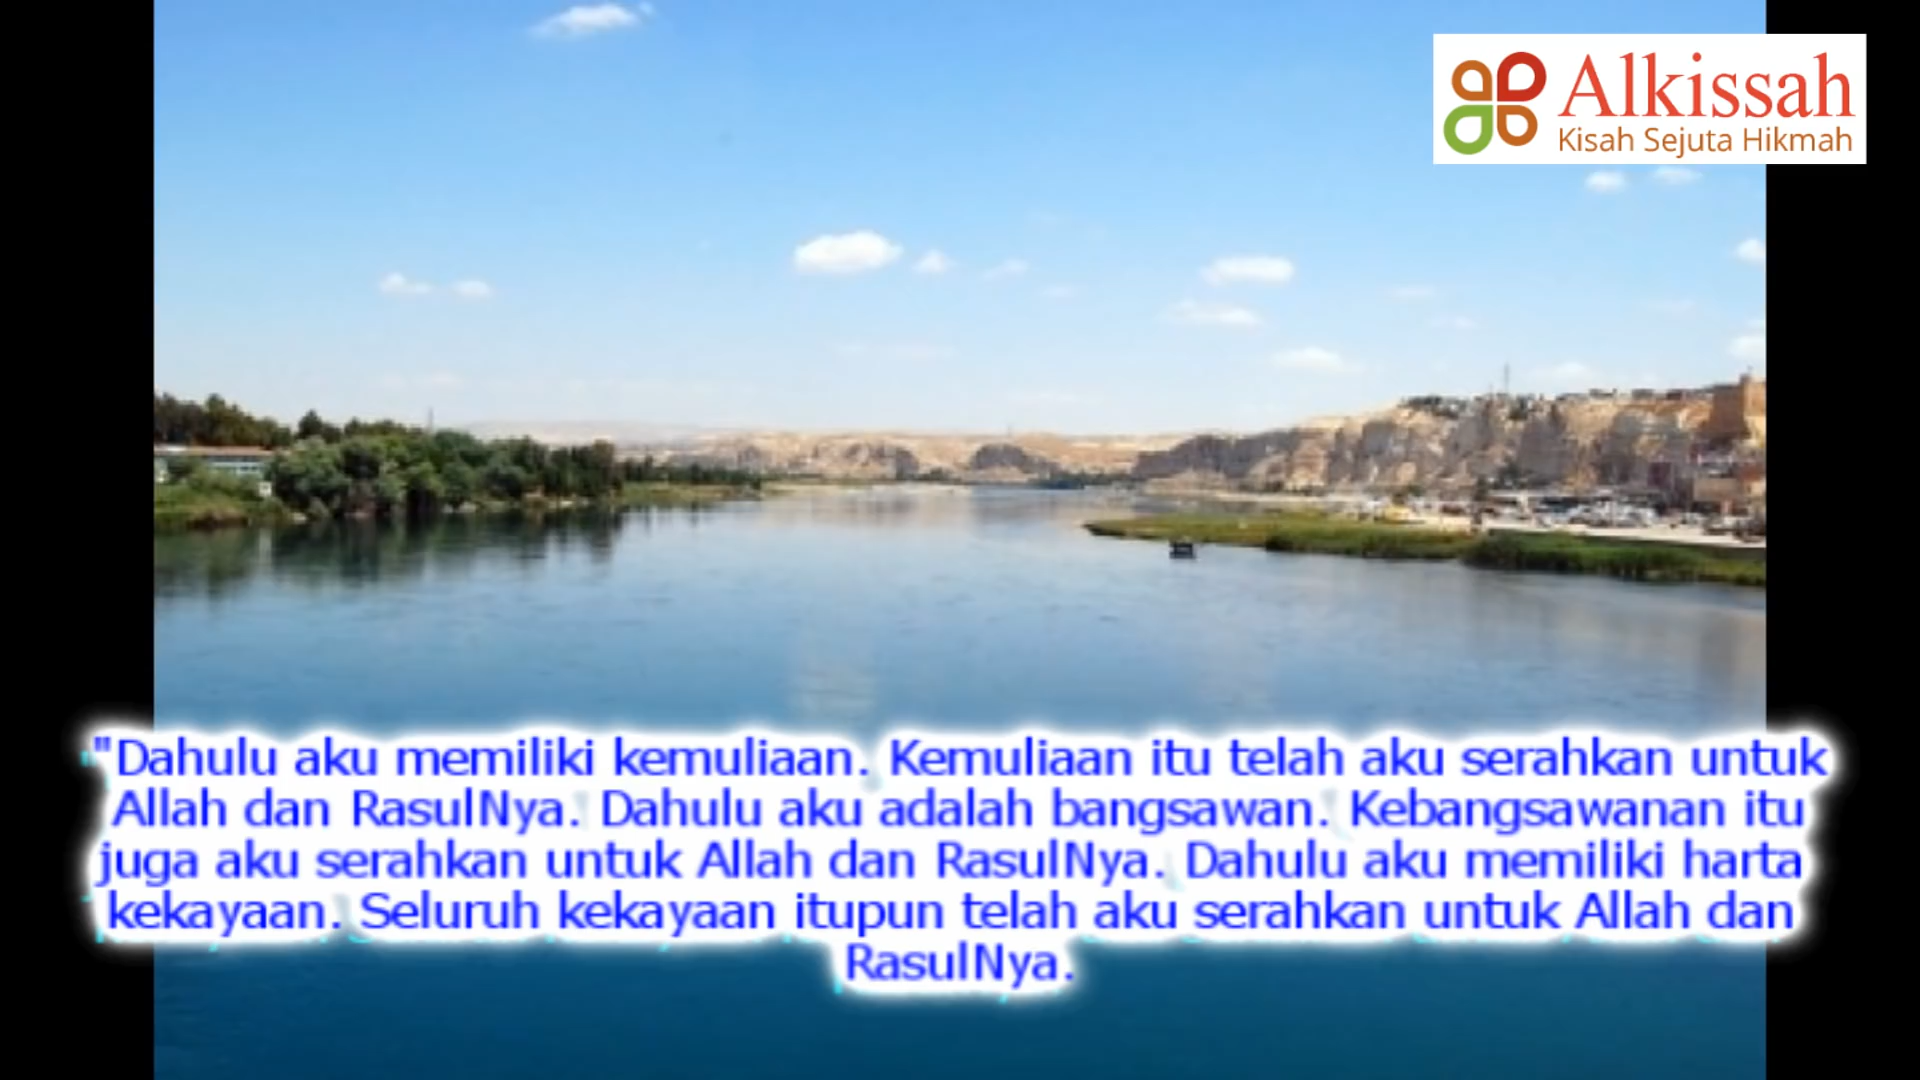 Alkissah
Kisah Sejuta Hikmah
"Dahulu aku memiliki kemuliaan. Kemuliaan itu telah aku serahkan untuk
Allah dan RasulNya. Dahulu aku adalah bangsawan. Kebangsawanan itu
juga aku serahkan untuk Allah dan RasulNya. Dahulu aku memiliki harta
kekayaan. Seluruh kekayaan itupun telah aku serahkan untuk Allah dan
RasulNya.